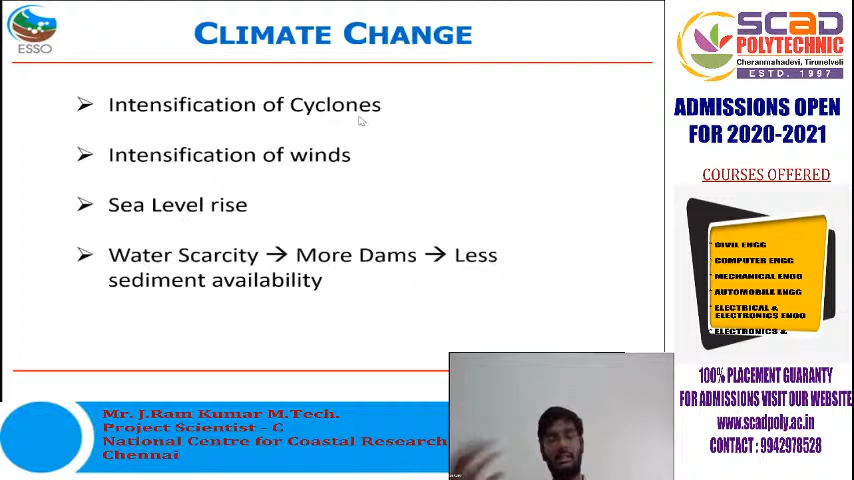 ESSO
CLIMATE CHANGE
Intensification of Cyclones
Intensification of winds
Sea Level rise
Water Scarcity → More Dams → Less
sediment availability
Mr. J.Ram Kumar M.Tech.
Project Scientist - C
National Centre for Coastal Research
Chennai
SCAD
POLYTECHNIC
Cheranmahadevi, Tirunelveli
ESTD. 1997
ADMISSIONS OPEN
FOR 2020-2021
COURSES OFFERED
CIVIL ENGG
COMPUTER ENGG
MECHANICAL ENGG
AUTOMOBILE ENGG
ELECTRICAL &
ELECTRONICS ENGG
ELECTRONICS &
100% PLACEMENT GUARANTY
FOR ADMISSIONS VISIT OUR WEBSITE
www.scadpoly.ac.in
CONTACT : 9942978528